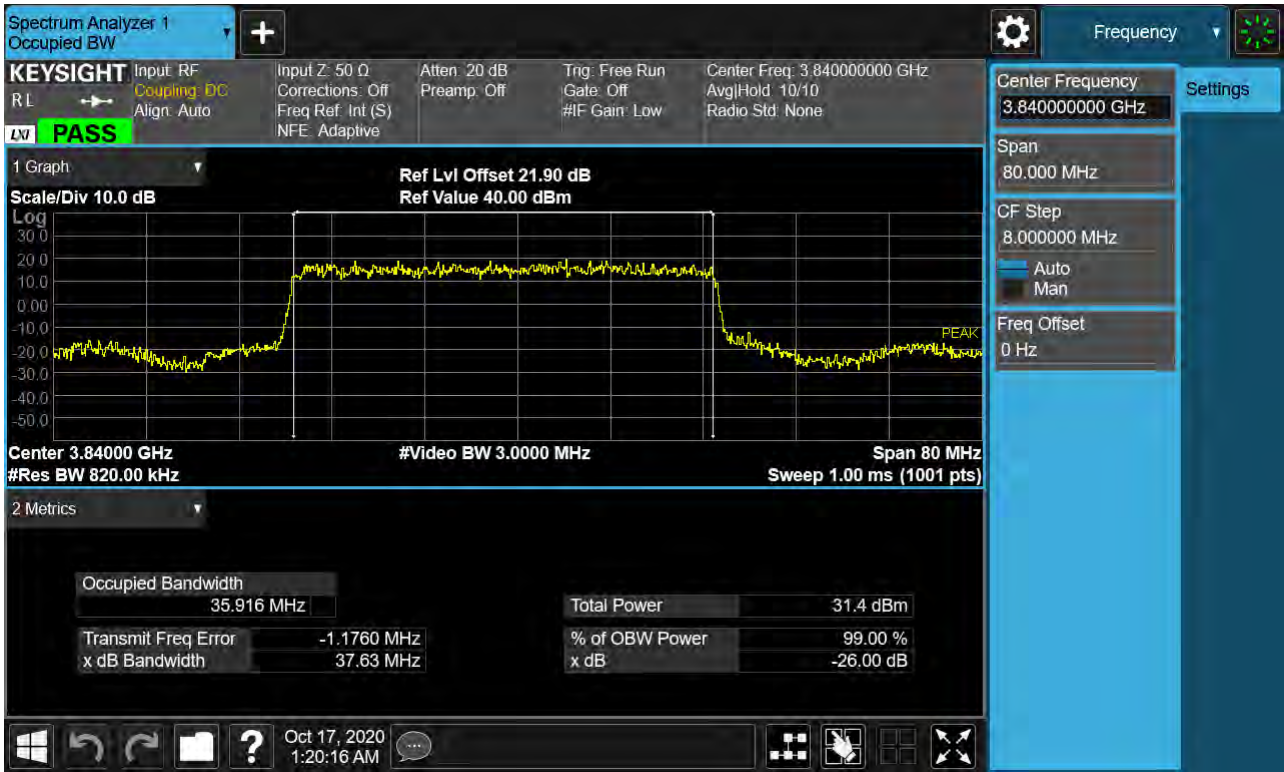 Spectrum Analyzer 1
Occupied BW
+
Frequency
KEYSIGHT
R L
LXI
PASS
Input: RF
Coupling: DC
Align: Auto
Input Z: 50 Ω
Corrections: Off
Freq Ref: Int (S)
NFE: Adaptive
Atten: 20 dB
Preamp: Off
Trig: Free Run
Gate: Off
#IF Gain: Low
Center Freq: 3.840000000 GHz
Avg|Hold: 10/10
Radio Std: None
Center Frequency
3.840000000 GHz
Settings
Span
80.000 MHz
CF Step
8.000000 MHz
Auto
Man
Freq Offset
0 Hz
1 Graph
Scale/Div 10.0 dB
Ref Lvl Offset 21.90 dB
Ref Value 40.00 dBm
Log
30.0
20.0
10.0
0.00
-10.0
-20.0
-30.0
-40.0
-50.0
PEAK
Center 3.84000 GHz
#Video BW 3.0000 MHz
Span 80 MHz
#Res BW 820.00 kHz
Sweep 1.00 ms (1001 pts)
2 Metrics
Occupied Bandwidth
35.916 MHz
Total Power 31.4 dBm
Transmit Freq Error -1.1760 MHz
% of OBW Power 99.00 %
x dB Bandwidth 37.63 MHz
x dB -26.00 dB
?
Oct 17, 2020
1:20:16 AM